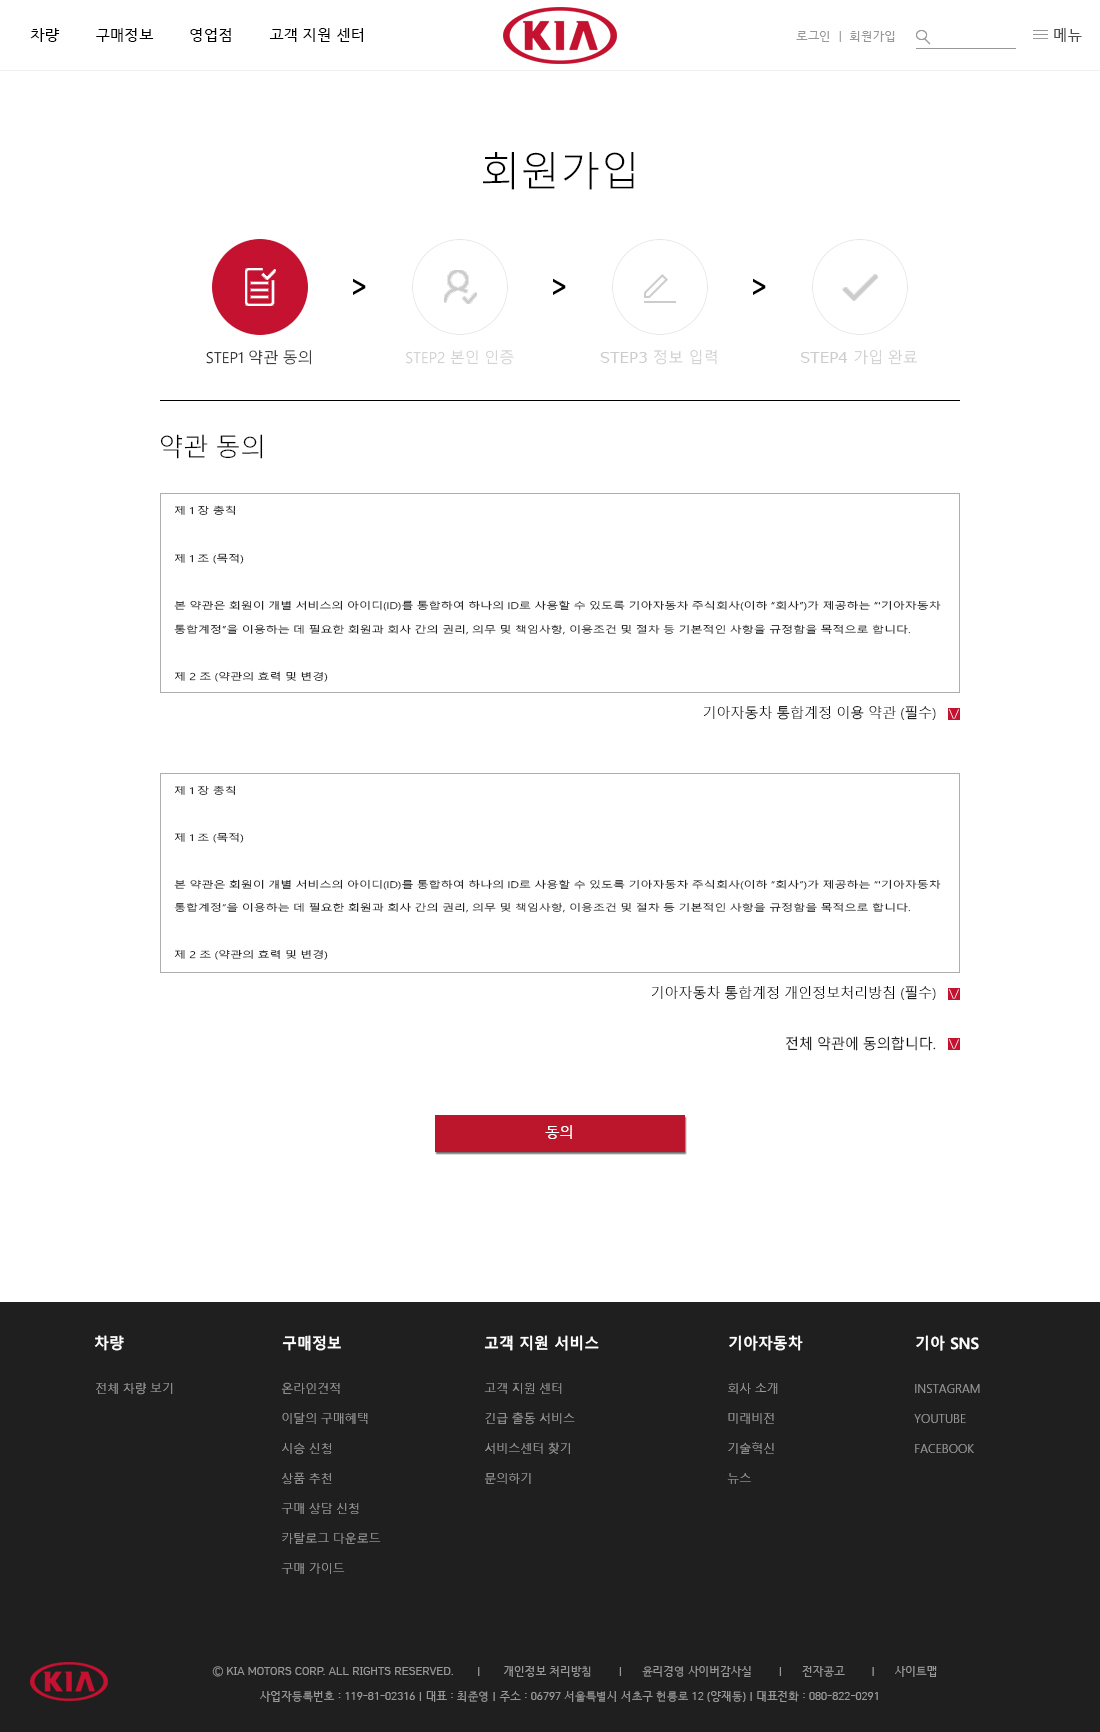 차량 구매정보 영업점 고객 지원 센터 KIA 로그인 | 회원가입 메뉴
회원가입
> > >
STEP1 약관 동의 STEP2 본인 인증 STEP3 정보 입력 STEP4 가입 완료
약관 동의
제 1 장 총칙
제 1 조 (목적)
본 약관은 회원이 개별 서비스의 아이디(ID)를 통합하여 하나의 ID로 사용할 수 있도록 기아자동차 주식회사(이하 “회사”)가 제공하는 “'기아자동차
통합계정”을 이용하는 데 필요한 회원과 회사 간의 권리, 의무 및 책임사항, 이용조건 및 절차 등 기본적인 사항을 규정함을 목적으로 합니다.
제 2 조 (약관의 효력 및 변경)
기아자동차 통합계정 이용 약관 (필수) V
제 1 장 총칙
제 1 조 (목적)
본 약관은 회원이 개별 서비스의 아이디(ID)를 통합하여 하나의 ID로 사용할 수 있도록 기아자동차 주식회사(이하 “회사”)가 제공하는 “'기아자동차
통합계정”을 이용하는 데 필요한 회원과 회사 간의 권리, 의무 및 책임사항, 이용조건 및 절차 등 기본적인 사항을 규정함을 목적으로 합니다.
제 2 조 (약관의 효력 및 변경)
기아자동차 통합계정 개인정보처리방침 (필수) V
전체 약관에 동의합니다. V
동의
차량 구매정보 고객 지원 서비스 기아자동차 기아 SNS
전체 차량 보기 온라인견적 고객 지원 센터 회사 소개 INSTAGRAM
이달의 구매혜택 긴급 출동 서비스 미래비전 YOUTUBE
시승 신청 서비스센터 찾기 기술혁신 FACEBOOK
상품 추천 문의하기 뉴스
구매 상담 신청
카탈로그 다운로드
구매 가이드
KIA © KIA MOTORS CORP. ALL RIGHTS RESERVED. | 개인정보 처리방침 | 윤리경영 사이버감사실 | 전자공고 | 사이트맵
사업자등록번호 : 119-81-02316 | 대표 : 최준영 | 주소 : 06797 서울특별시 서초구 헌릉로 12 (양재동) | 대표전화 : 080-822-0291